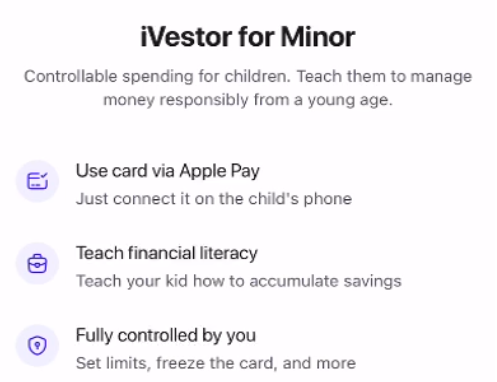 iVestor for Minor
Controllable spending for children. Teach them to manage
money responsibly from a young age.
Use card via Apple Pay
Just connect it on the child's phone
Teach financial literacy
Teach your kid how to accumulate savings
Fully controlled by you
Set limits, freeze the card, and more